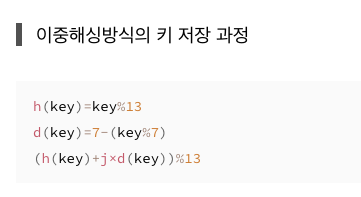 이중해싱방식의 키 저장 과정
h(key)=key%13
d(key)=7-(key%7)
(h(key)+j×d(key))%13